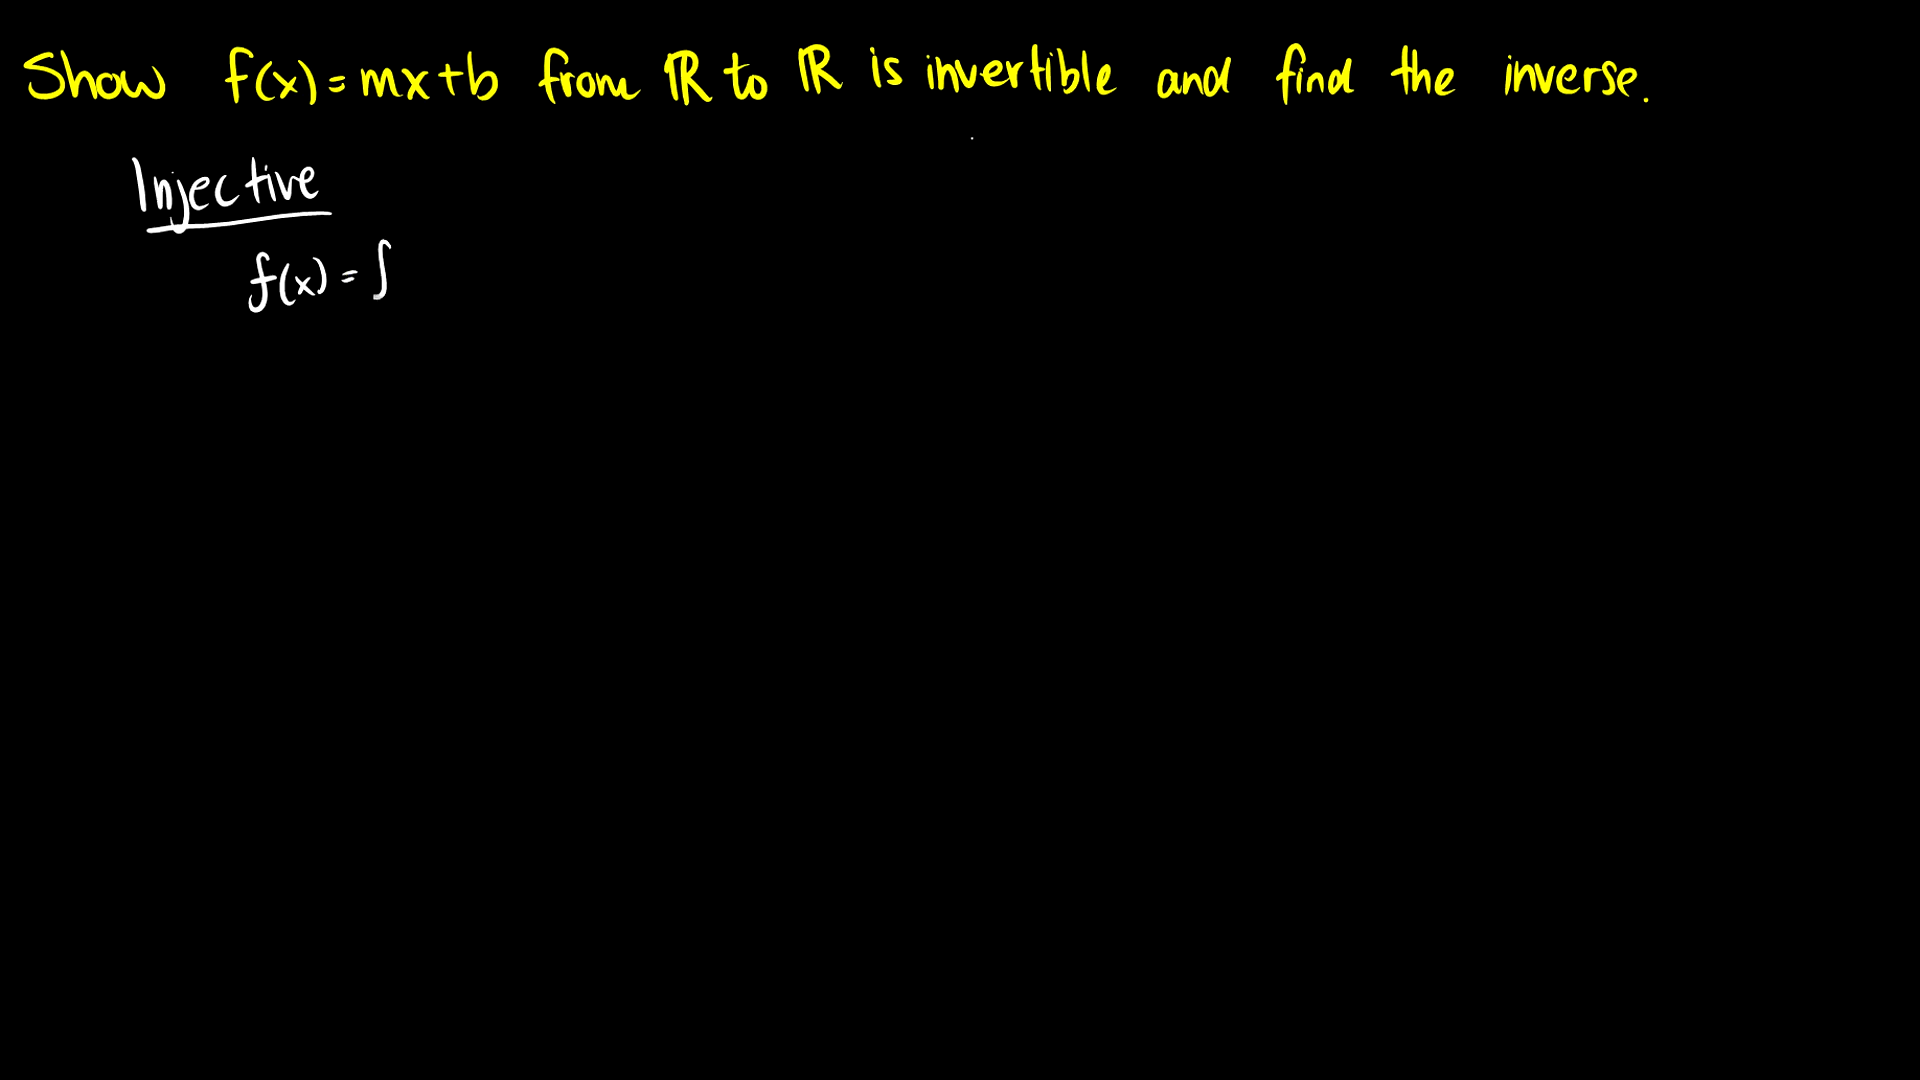 Show f(x)=mx+b from ℝ to ℝ is invertible and find the inverse.
Injective
f(x)=∫